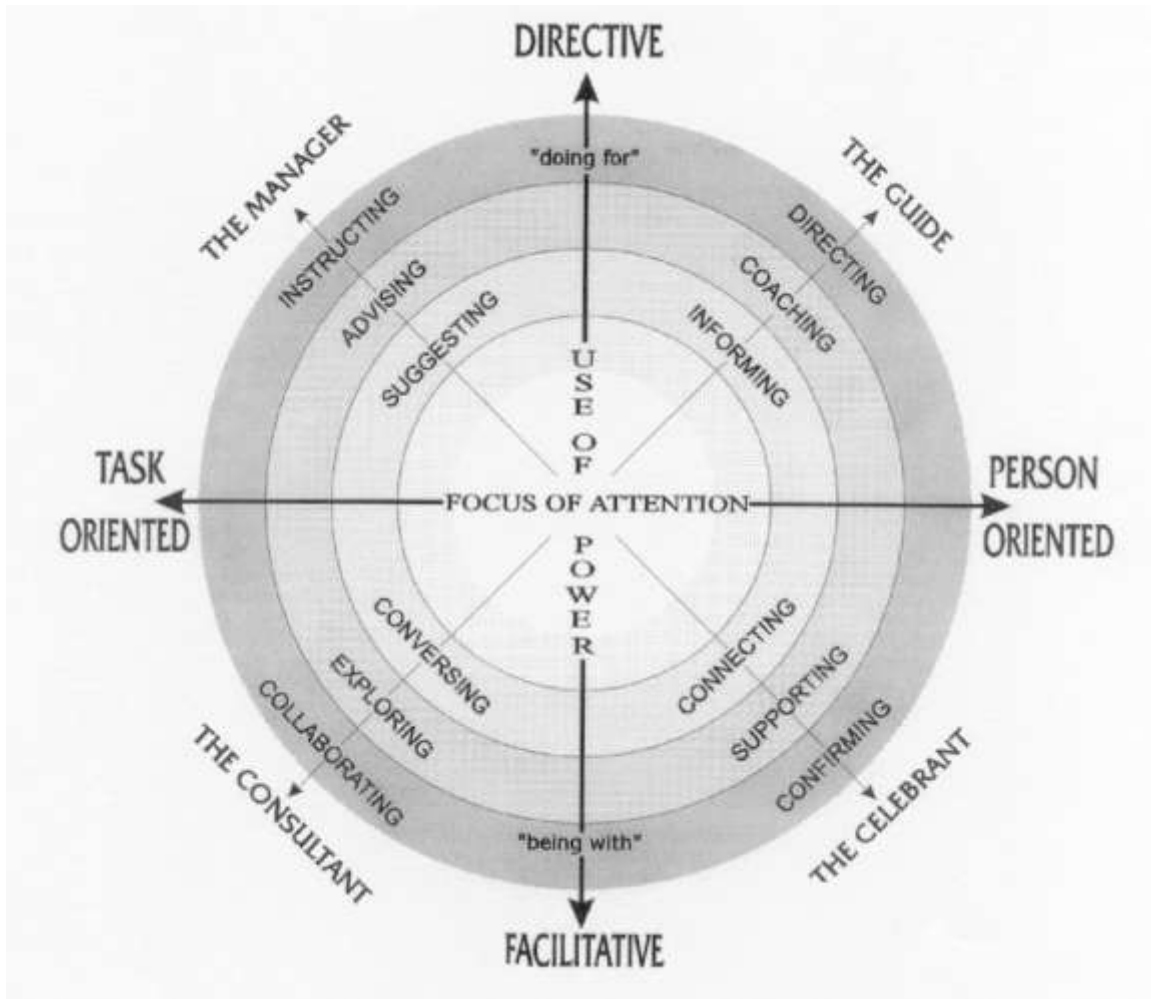 DIRECTIVE
"doing for"
THE MANAGER
THE GUIDE
INSTRUCTING
DIRECTING
ADVISING
COACHING
SUGGESTING
INFORMING
USE OF
TASK
ORIENTED
FOCUS OF ATTENTION
PERSON
ORIENTED
POWER
CONVERSING
CONNECTING
EXPLORING
SUPPORTING
COLLABORATING
CONFIRMING
THE CONSULTANT
THE CELEBRANT
"being with"
FACILITATIVE